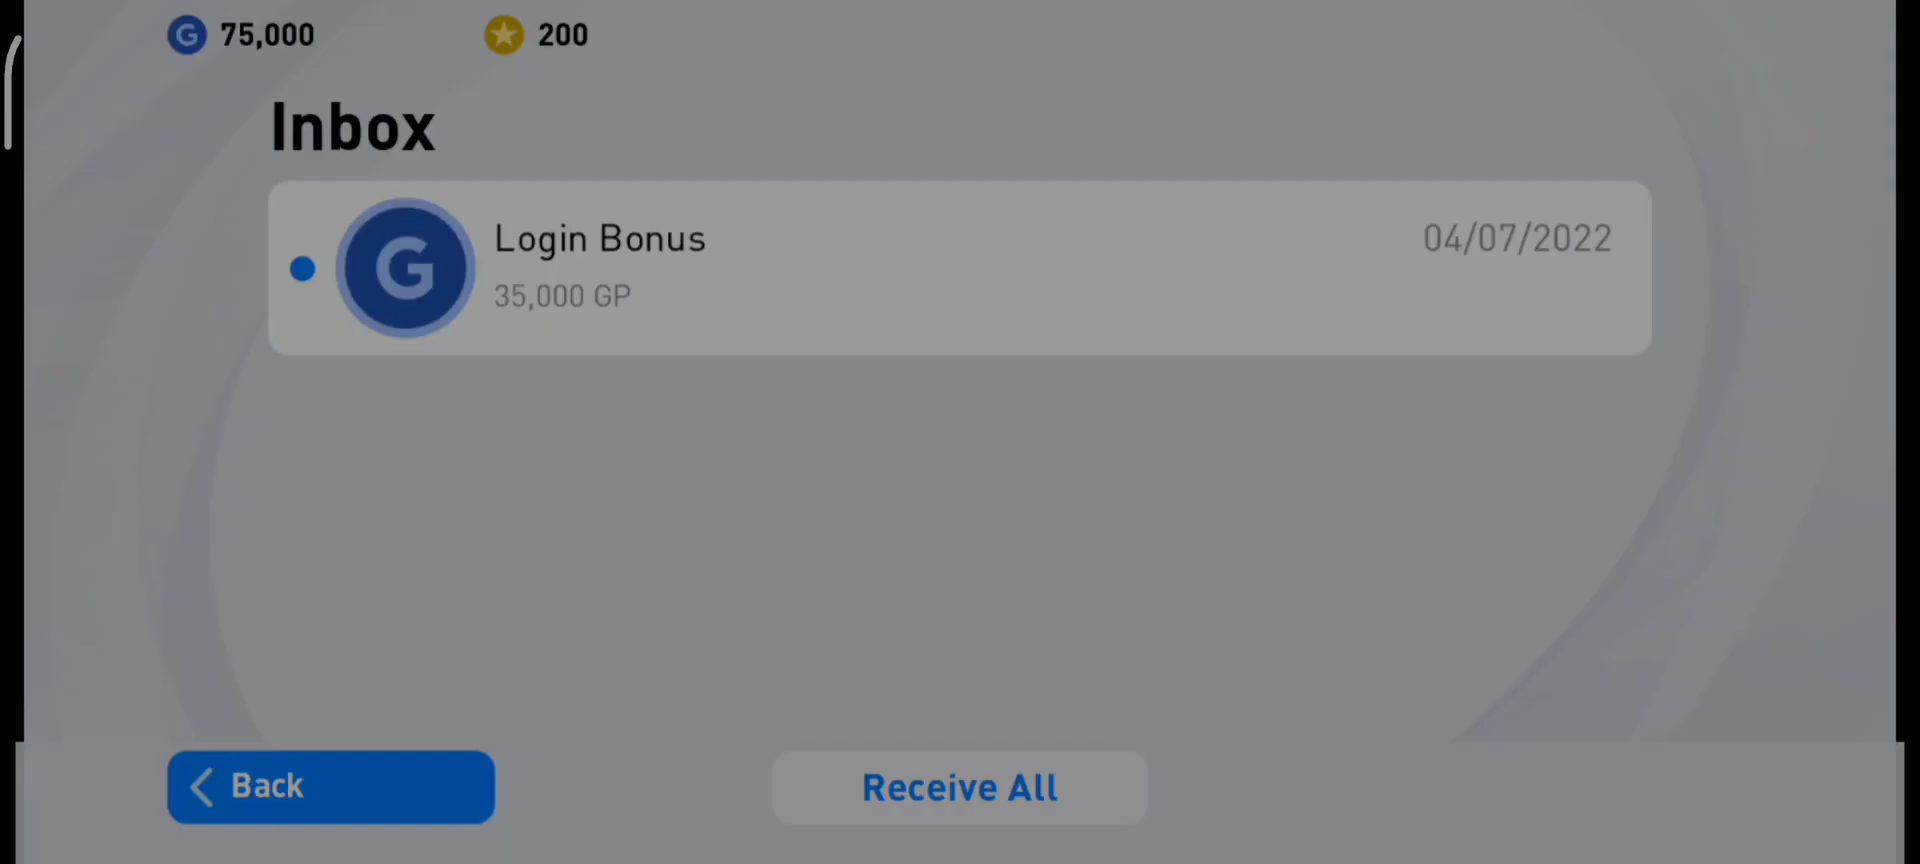 G 75,000 200
Inbox
Login Bonus 04/07/2022
G
35,000 GP
Back
Receive All